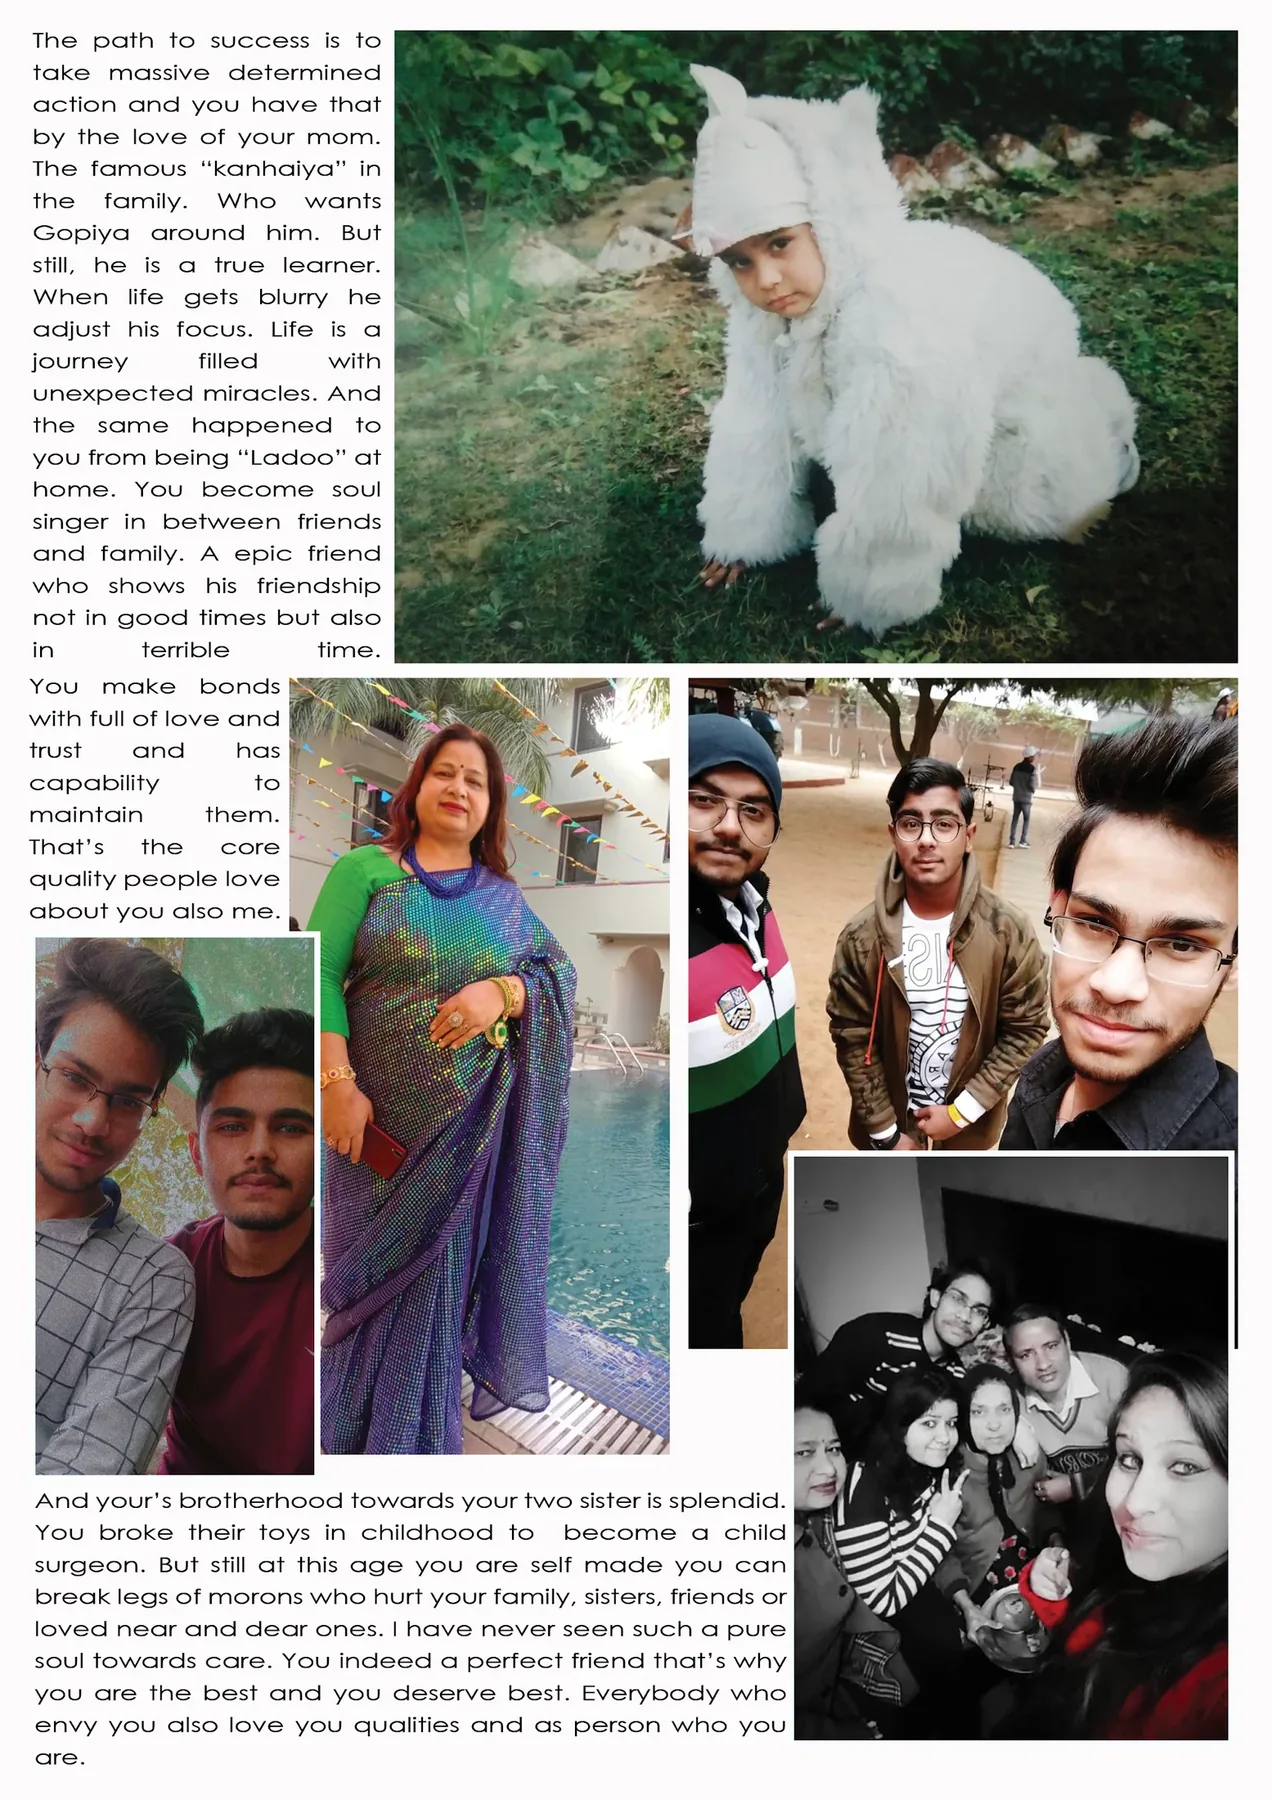 The path to success is to
take massive determined
action and you have that
by the love of your mom.
The famous “kanhaiya” in
the family. Who wants
Gopiya around him. But
still, he is a true learner.
When life gets blurry he
adjust his focus. Life is a
journey filled with
unexpected miracles. And
the same happened to
you from being “Ladoo” at
home. You become soul
singer in between friends
and family. A epic friend
who shows his friendship
not in good times but also
in terrible time.
You make bonds
with full of love and
trust and has
capability to
maintain them.
That’s the core
quality people love
about you also me.
And your’s brotherhood towards your two sister is splendid.
You broke their toys in childhood to become a child
surgeon. But still at this age you are self made you can
break legs of morons who hurt your family, sisters, friends or
loved near and dear ones. I have never seen such a pure
soul towards care. You indeed a perfect friend that’s why
you are the best and you deserve best. Everybody who
envy you also love you qualities and as person who you
are.